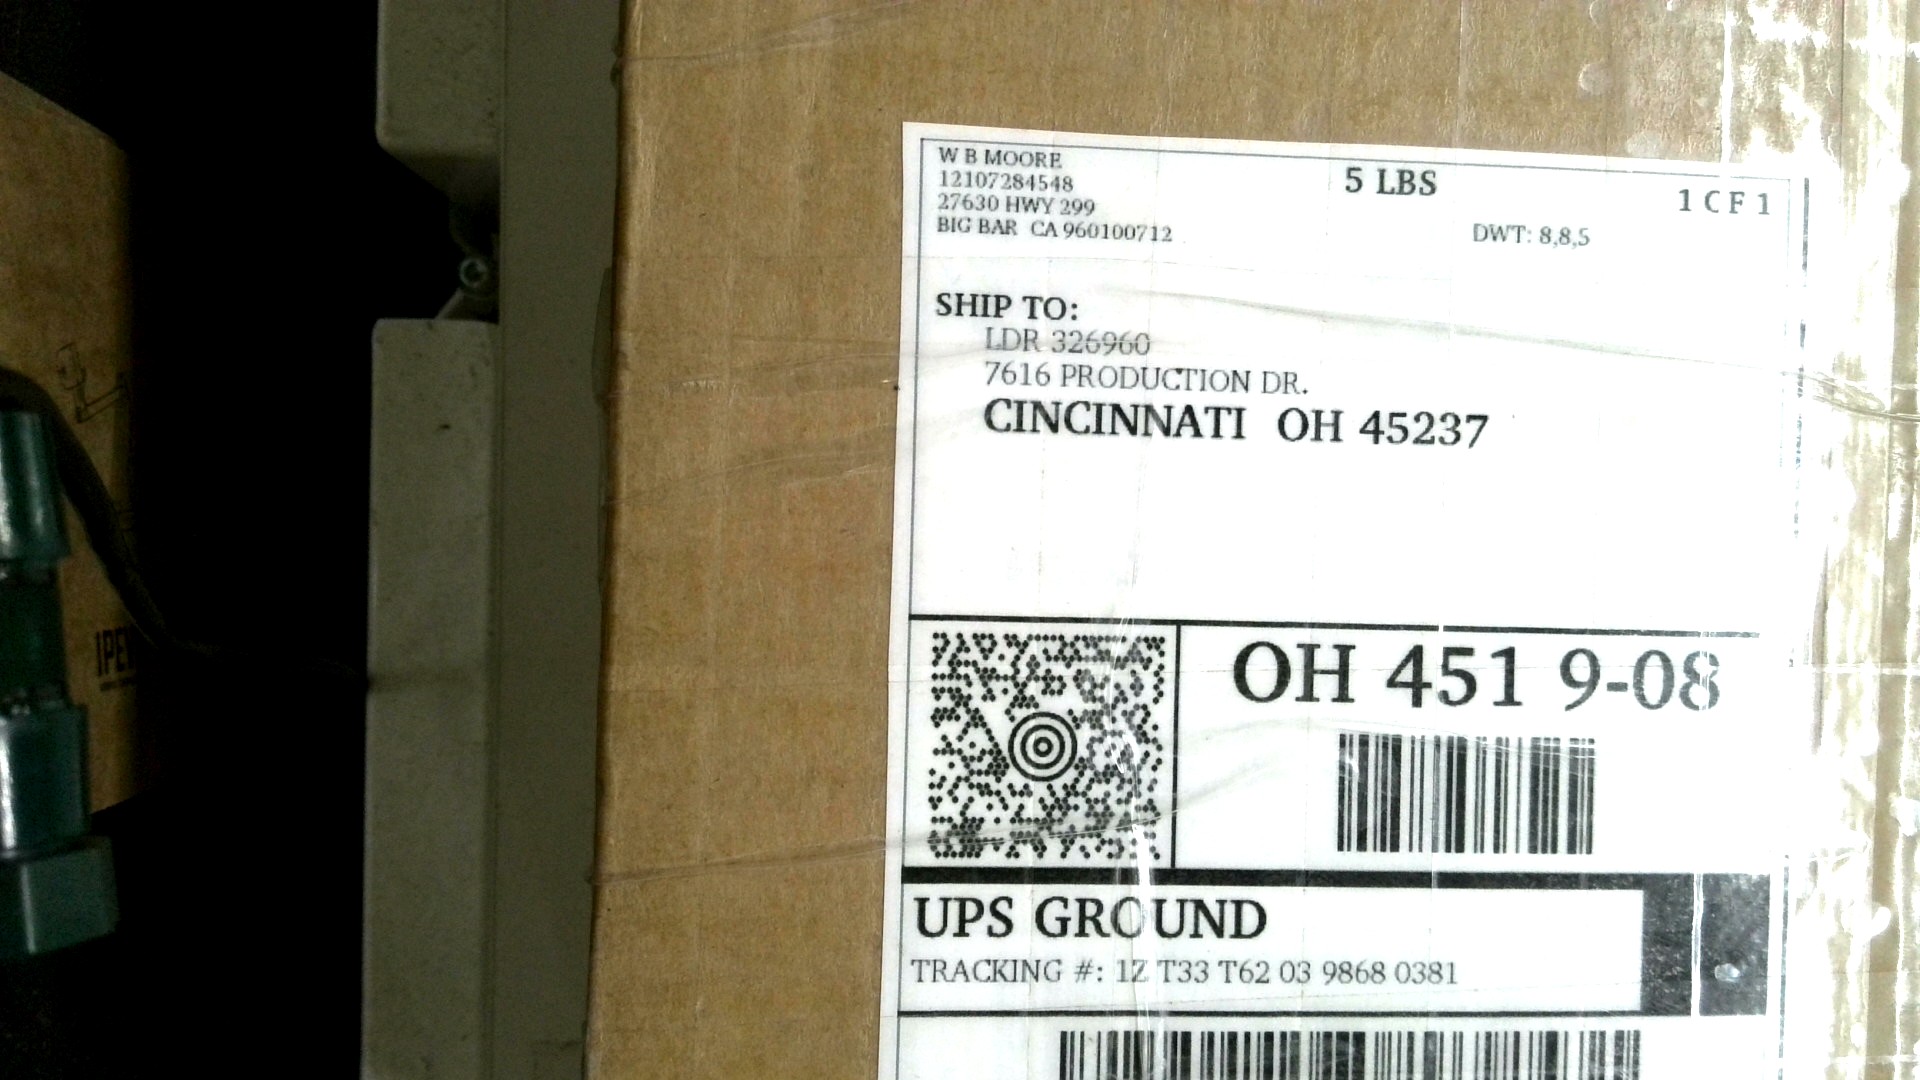 W B MOORE
12107284548
27630 HWY 299
BIG BAR CA 960100712
5 LBS
1 CF 1
DWT: 8,8,5
SHIP TO:
LDR 326960
7616 PRODUCTION DR.
CINCINNATI OH 45237
OH 451 9-08
UPS GROUND
TRACKING #: 1Z T33 T62 03 9868 0381